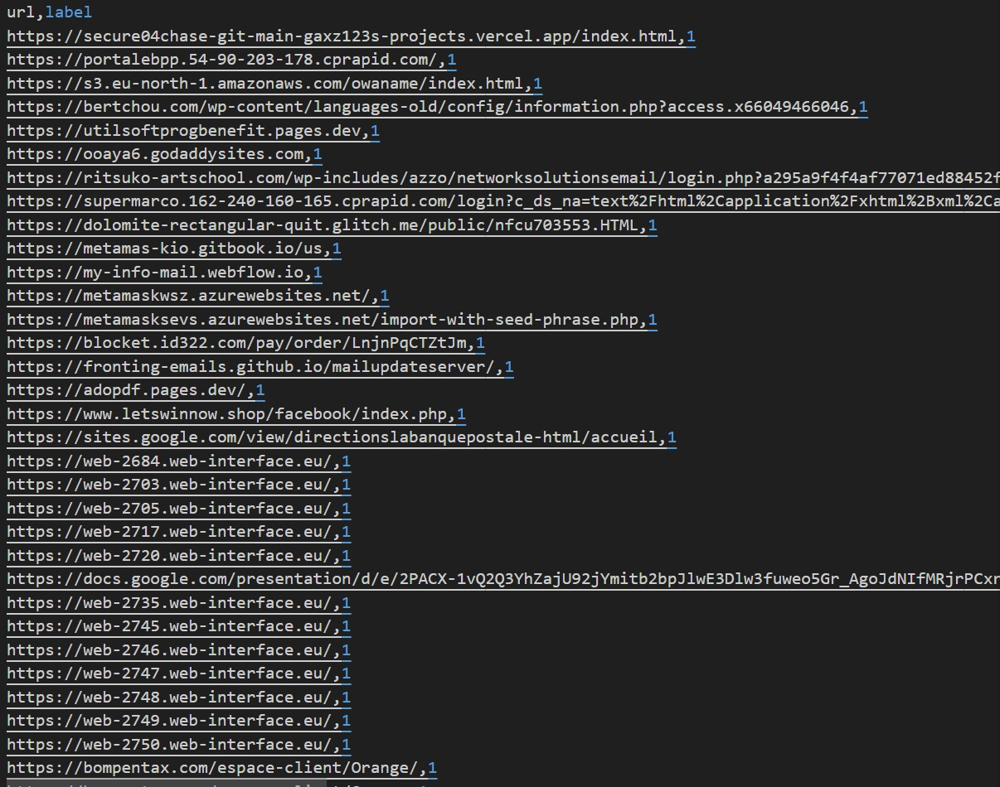 url,label
https://secure04chase-git-main-gaxz123s-projects.vercel.app/index.html,1
https://portalebpp.54-90-203-178.cprapid.com/,1
https://s3.eu-north-1.amazonaws.com/owaname/index.html,1
https://bertchou.com/wp-content/languages-old/config/information.php?access.x66049466046,1
https://utilsoftprogbenefit.pages.dev,1
https://ooaya6.godaddysites.com,1
https://ritsuko-artschool.com/wp-includes/azzo/networksolutionsemail/login.php?a295a9f4f4af77071ed88452f
https://supermarco.162-240-160-165.cprapid.com/login?c_ds_na=text%2Fhtml%2Capplication%2Fxhtml%2Bxml%2Ca
https://dolomite-rectangular-quit.glitch.me/public/nfcu703553.HTML,1
https://metamas-kio.gitbook.io/us,1
https://my-info-mail.webflow.io,1
https://metamaskwsz.azurewebsites.net/,1
https://metamasksevs.azurewebsites.net/import-with-seed-phrase.php,1
https://blocket.id322.com/pay/order/LnjnPqCTZtJm,1
https://fronting-emails.github.io/mailupdateserver/,1
https://adopdf.pages.dev/,1
https://www.letswinnow.shop/facebook/index.php,1
https://sites.google.com/view/directionslabanquepostale-html/accueil,1
https://web-2684.web-interface.eu/,1
https://web-2703.web-interface.eu/,1
https://web-2705.web-interface.eu/,1
https://web-2717.web-interface.eu/,1
https://web-2720.web-interface.eu/,1
https://docs.google.com/presentation/d/e/2PACX-1vQ2Q3YhZajU92jYmitb2bpJlwE3Dlw3fuweo5Gr_AgoJdNIfMRjrPCxr
https://web-2735.web-interface.eu/,1
https://web-2745.web-interface.eu/,1
https://web-2746.web-interface.eu/,1
https://web-2747.web-interface.eu/,1
https://web-2748.web-interface.eu/,1
https://web-2749.web-interface.eu/,1
https://web-2750.web-interface.eu/,1
https://bompentax.com/espace-client/Orange/,1